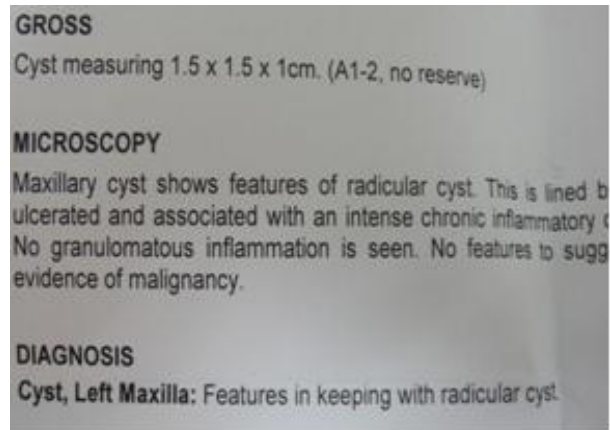 GROSS
Cyst measuring 1.5 x 1.5 x 1cm. (A1-2, no reserve)
MICROSCOPY
Maxillary cyst shows features of radicular cyst. This is lined b
ulcerated and associated with an intense chronic inflammatory
No granulomatous inflammation is seen. No features to sugg
evidence of malignancy.
DIAGNOSIS
Cyst, Left Maxilla: Features in keeping with radicular cyst.